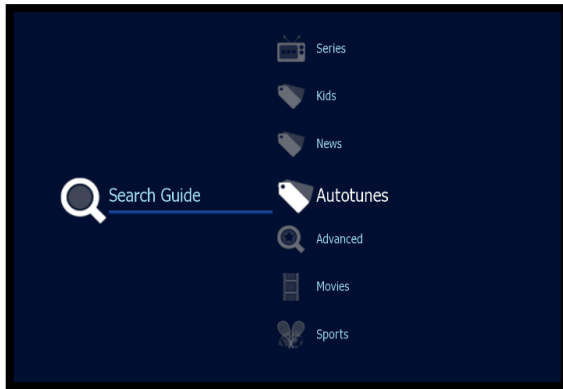 Series
Kids
News
Search Guide
Autotunes
Advanced
Movies
Sports